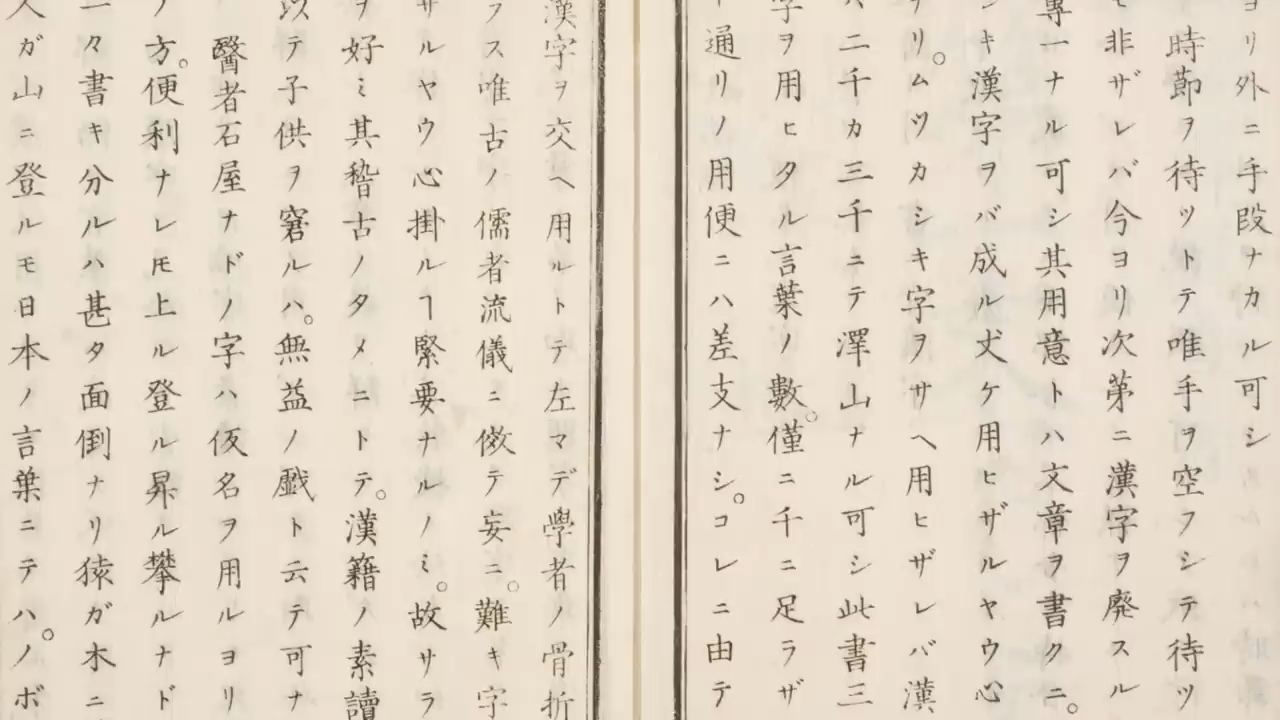 ヨリ外ニ手段ナカル可シ
時節ヲ待ツトテ唯手ヲ空フシテ待ツ
モ非ザレバ今ヨリ次第ニ漢字ヲ廃スル
專一ナル可シ其用意トハ文章ヲ書クニ。
シキ漢字ヲバ成ル丈ケ用ヒザルヤウ心
ナリ。ムツカシキ字ヲサヘ用ヒザレバ漢
ハ二千カ三千ニテ澤山ナル可シ此書三
字ヲ用ヒタル言葉ノ數。僅ニ千ニ足ラザ
通リノ用便ニハ差支ナシ。コレニ由テ
漢字ヲ交ヘ用ルトテ左マデ學者ノ骨折
フス唯古ノ儒者流儀ニ傚テ妄ニ。難キ字
サルヤウ心掛ルヿ緊要ナルノミ。故サラ
ヲ好ミ其稽古ノタメニトテ。漢籍ノ素讀
以テ子供ヲ窘ルハ。無益ノ戯ト云テ可ナ
醫者石屋ナドノ字ハ仮名ヲ用ルヨリ
方。便利ナレ𪜈上ル登ル昇ル攀ルナド
一々書キ分ルハ甚タ面倒ナリ猿ガ木ニ
人ガ山ニ登ルモ日本ノ言葉ニテハ。ノボ